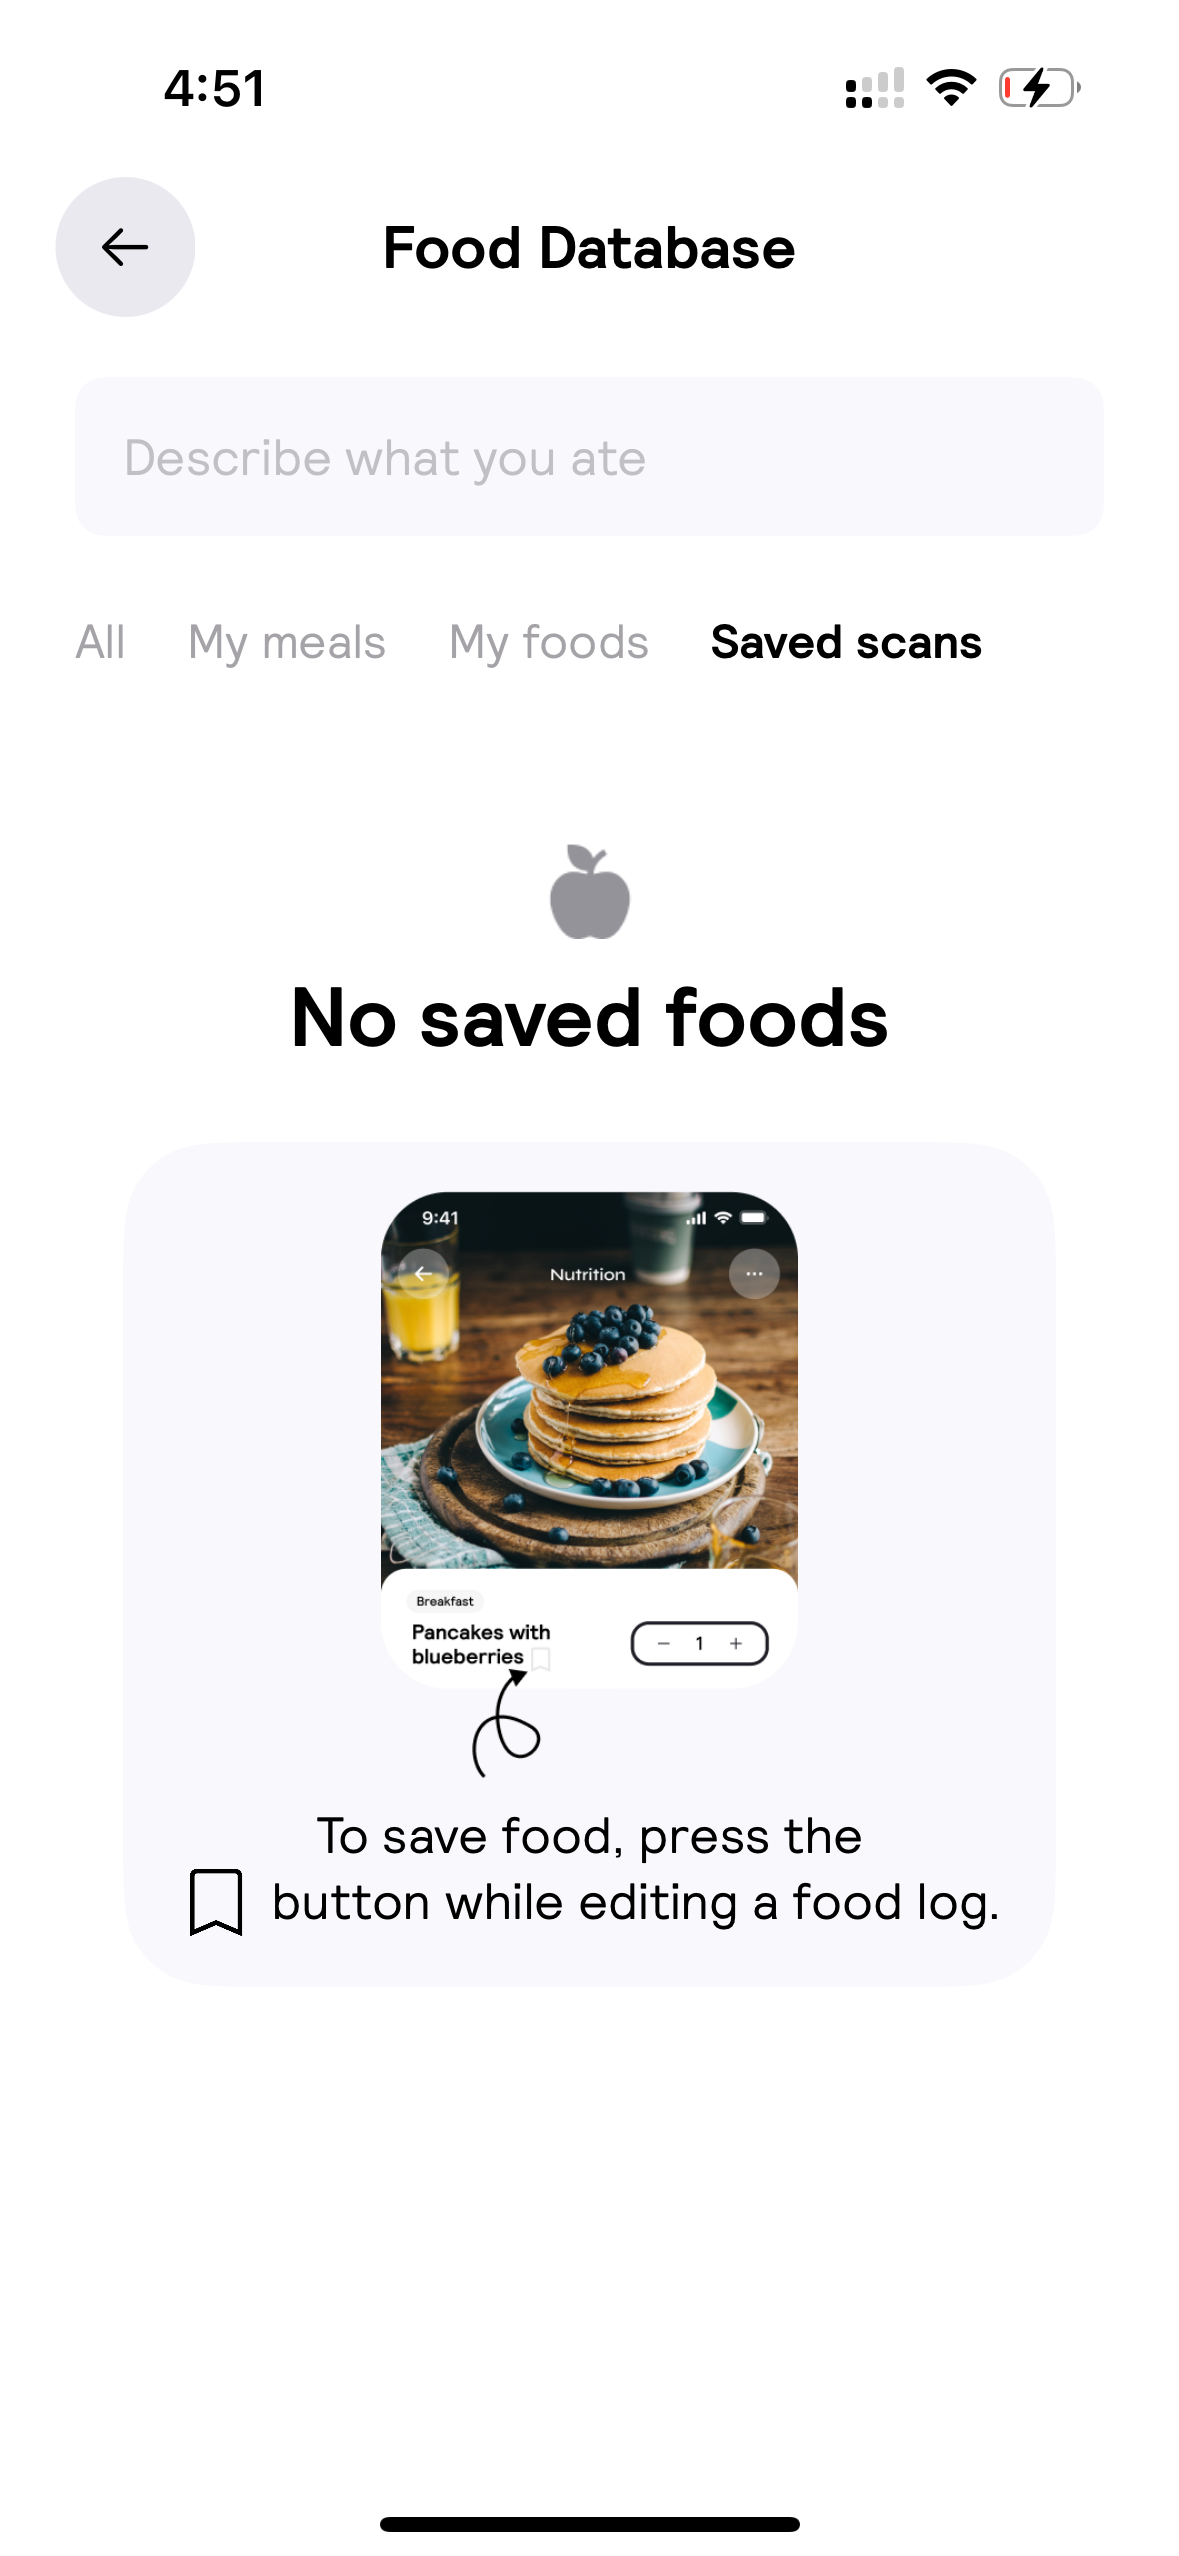 4:51
Food Database
Describe what you ate
All My meals My foods Saved scans
No saved foods
9:41
Nutrition
Breakfast
Pancakes with
blueberries
− 1 +
To save food, press the
button while editing a food log.